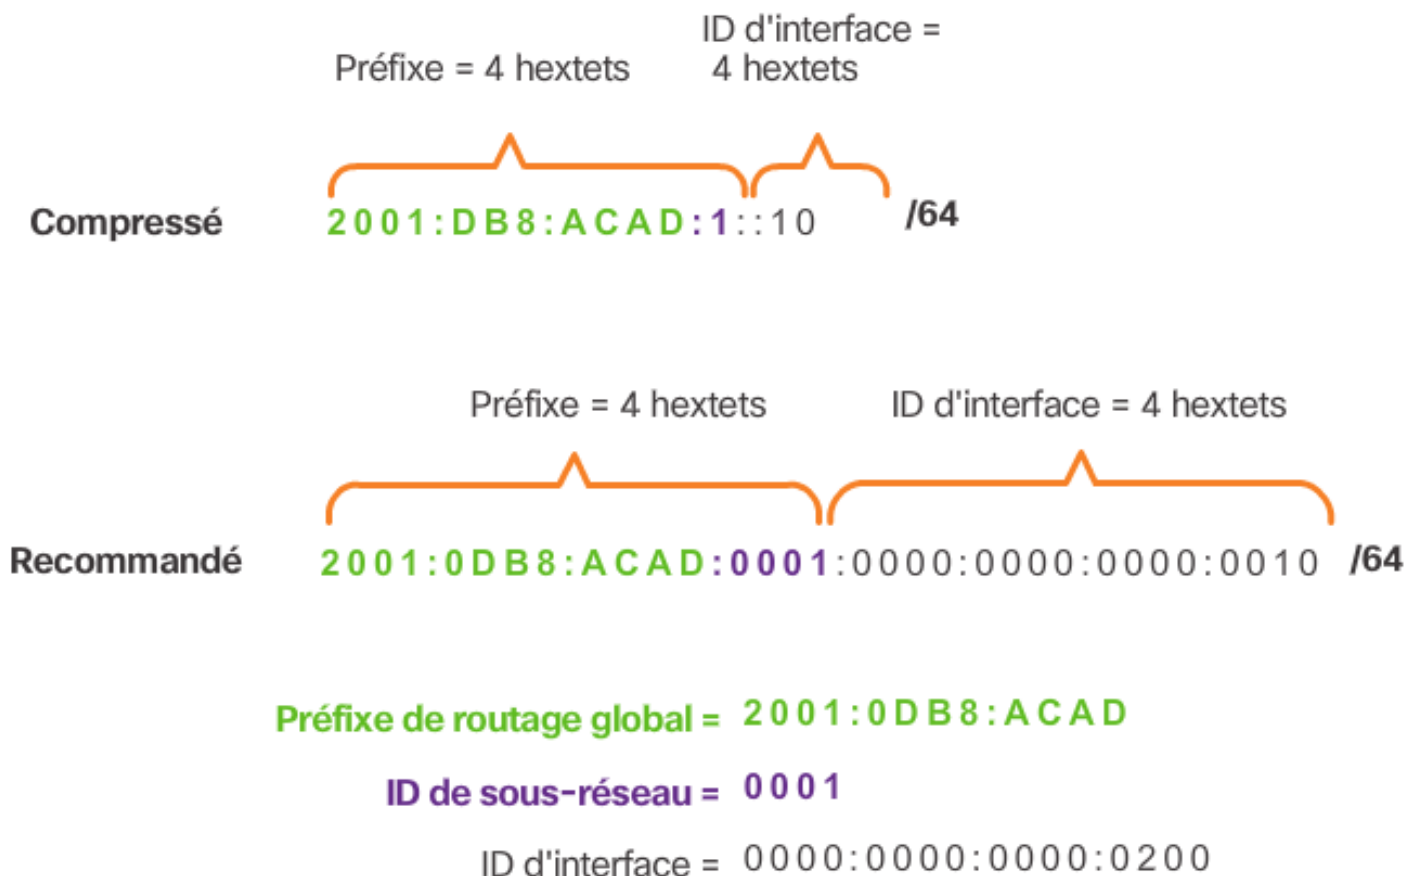 ID d'interface =
Préfixe = 4 hextets 4 hextets
Compressé 2001:DB8:ACAD:1::10 /64
Préfixe = 4 hextets ID d'interface = 4 hextets
Recommandé 2001:0DB8:ACAD:0001:0000:0000:0000:0010 /64
Préfixe de routage global = 2001:0DB8:ACAD
ID de sous-réseau = 0001
ID d'interface = 0000:0000:0000:0200